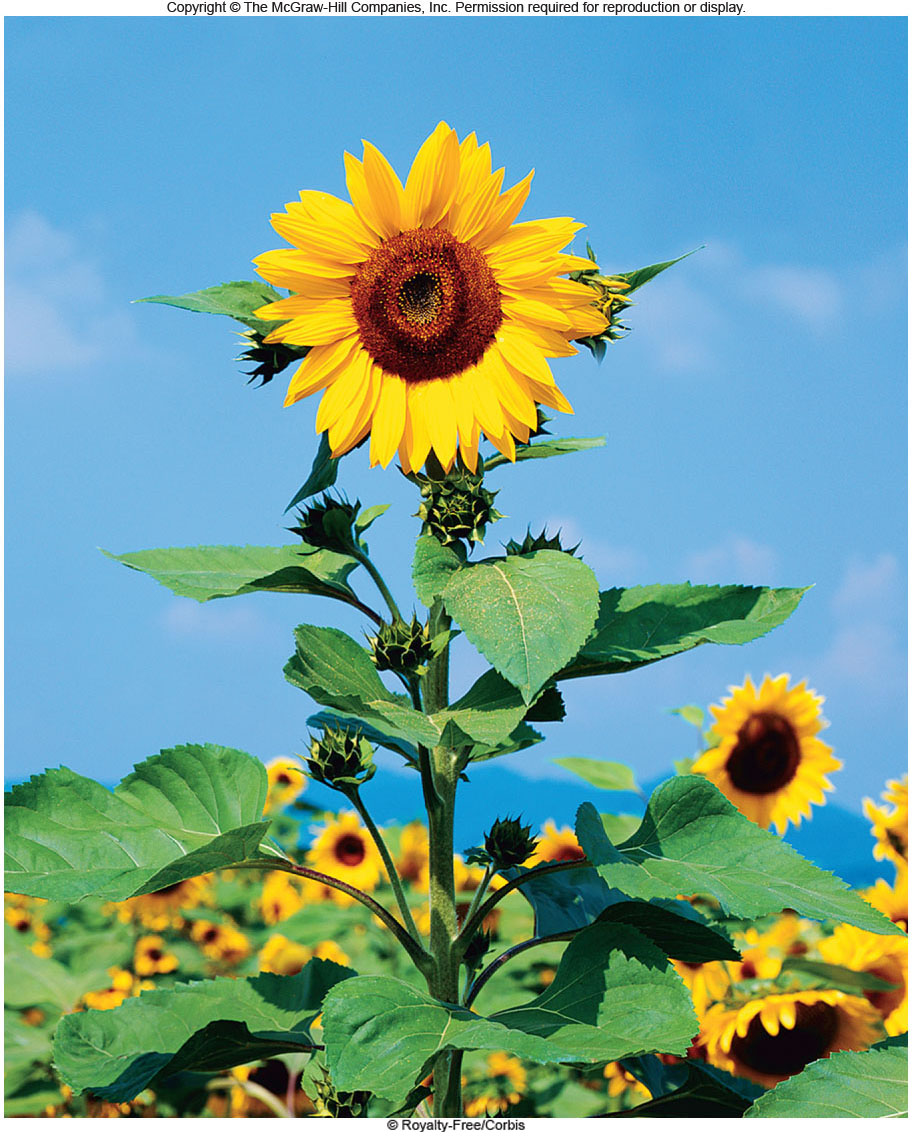 Copyright © The McGraw-Hill Companies, Inc. Permission required for reproduction or display.
© Royalty-Free/Corbis